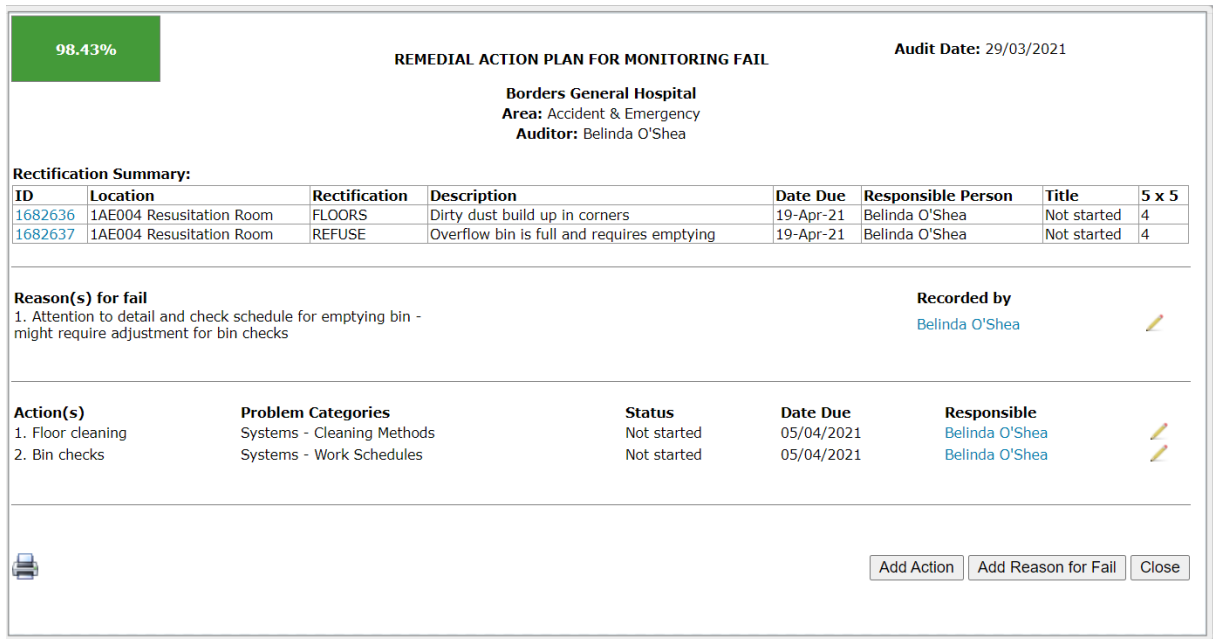 98.43%
REMEDIAL ACTION PLAN FOR MONITORING FAIL
Audit Date: 29/03/2021
Borders General Hospital
Area: Accident & Emergency
Auditor: Belinda O'Shea
Rectification Summary:
ID Location Rectification Description Date Due Responsible Person Title 5 x 5
1682636 1AE004 Resusitation Room FLOORS Dirty dust build up in corners 19-Apr-21 Belinda O'Shea Not started 4
1682637 1AE004 Resusitation Room REFUSE Overflow bin is full and requires emptying 19-Apr-21 Belinda O'Shea Not started 4
Reason(s) for fail Recorded by
1. Attention to detail and check schedule for emptying bin -
might require adjustment for bin checks
Belinda O'Shea
Action(s) Problem Categories Status Date Due Responsible
1. Floor cleaning Systems - Cleaning Methods Not started 05/04/2021 Belinda O'Shea
2. Bin checks Systems - Work Schedules Not started 05/04/2021 Belinda O'Shea
Add Action Add Reason for Fail Close